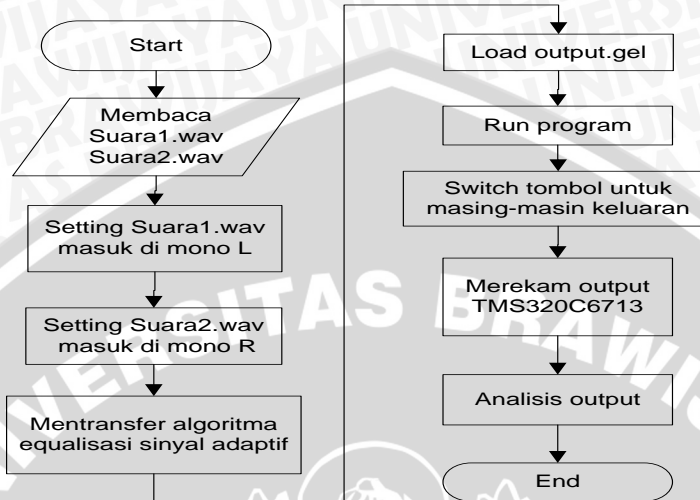 Start
Membaca
Suara1.wav
Suara2.wav
Setting Suara1.wav
masuk di mono L
Setting Suara2.wav
masuk di mono R
Mentransfer algoritma
equalisasi sinyal adaptif
Load output.gel
Run program
Switch tombol untuk
masing-masin keluaran
Merekam output
TMS320C6713
Analisis output
End